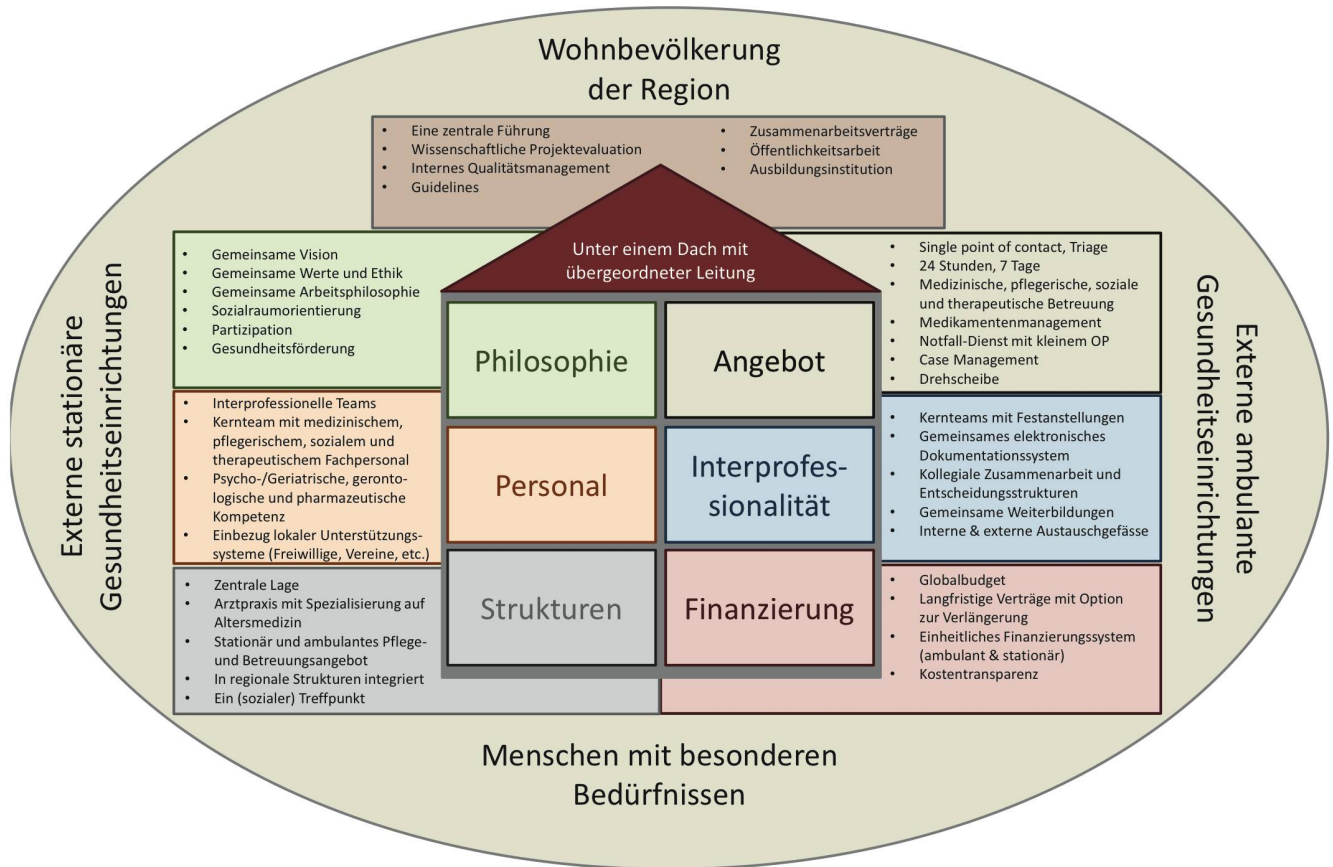 Wohnbevölkerung
der Region
• Eine zentrale Führung
• Wissenschaftliche Projektevaluation
• Internes Qualitätsmanagement
• Guidelines
• Zusammenarbeitsverträge
• Öffentlichkeitsarbeit
• Ausbildungsinstitution
Unter einem Dach mit
übergeordneter Leitung
Externe stationäre
Gesundheitseinrichtungen
• Gemeinsame Vision
• Gemeinsame Werte und Ethik
• Gemeinsame Arbeitsphilosophie
• Sozialraumorientierung
• Partizipation
• Gesundheitsförderung
Philosophie
Angebot
• Single point of contact, Triage
• 24 Stunden, 7 Tage
• Medizinische, pflegerische, soziale
und therapeutische Betreuung
• Medikamentenmanagement
• Notfall-Dienst mit kleinem OP
• Case Management
• Drehscheibe
• Interprofessionelle Teams
• Kernteam mit medizinischem,
pflegerischem, sozialem und
therapeutischem Fachpersonal
• Psycho-/Geriatrische, geronto-
logische und pharmazeutische
Kompetenz
• Einbezug lokaler Unterstützungs-
systeme (Freiwillige, Vereine, etc.)
Personal
Interprofes-
sionalität
• Kernteams mit Festanstellungen
• Gemeinsames elektronisches
Dokumentationssystem
• Kollegiale Zusammenarbeit und
Entscheidungsstrukturen
• Gemeinsame Weiterbildungen
• Interne & externe Austauschgefässe
• Zentrale Lage
• Arztpraxis mit Spezialisierung auf
Altersmedizin
• Stationär und ambulantes Pflege-
und Betreuungsangebot
• In regionale Strukturen integriert
• Ein (sozialer) Treffpunkt
Strukturen
Finanzierung
• Globalbudget
• Langfristige Verträge mit Option
zur Verlängerung
• Einheitliches Finanzierungssystem
(ambulant & stationär)
• Kostentransparenz
Externe ambulante
Gesundheitseinrichtungen
Menschen mit besonderen
Bedürfnissen